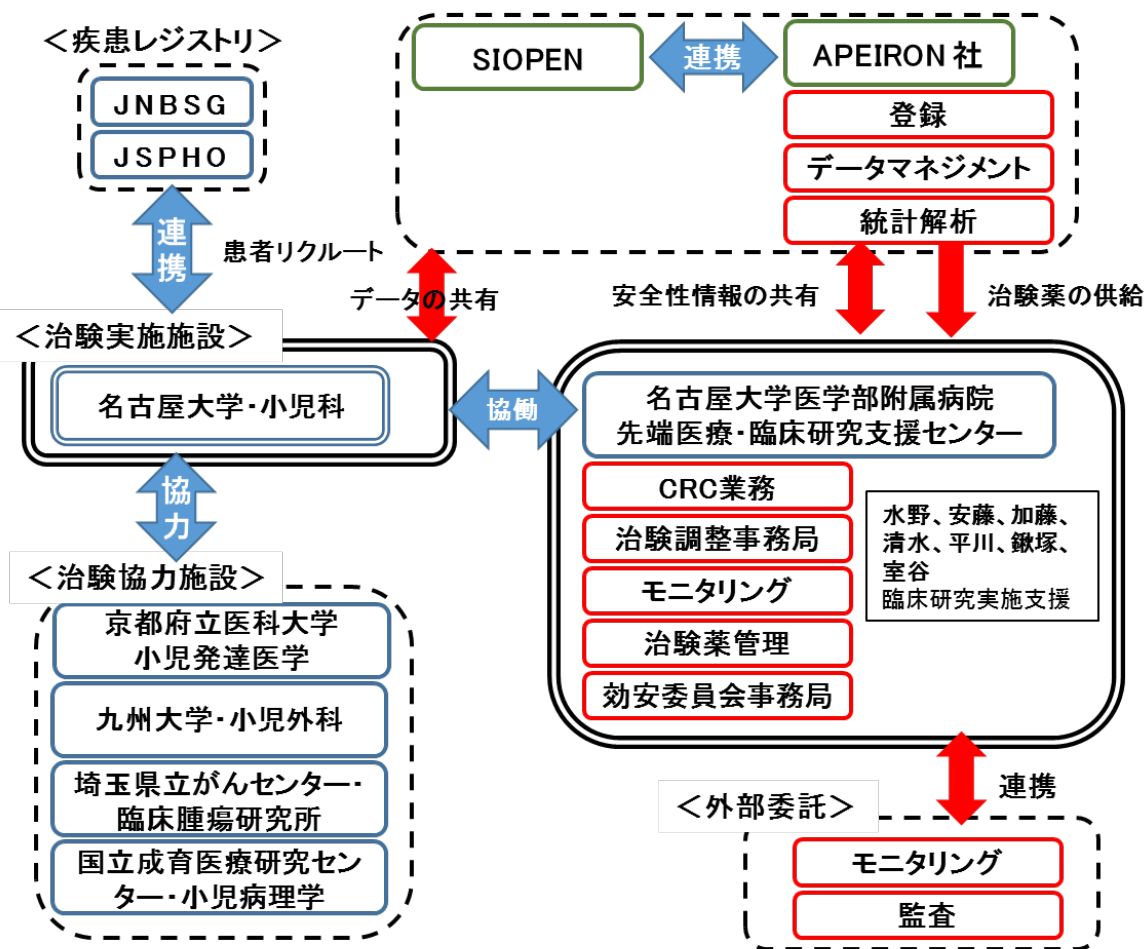 ＜疾患レジストリ＞
JNBSG
JSPHO
連
携
患者リクルート
SIOPEN
連携
APEIRON 社
登録
データマネジメント
統計解析
データの共有
安全性情報の共有
治験薬の供給
＜治験実施施設＞
名古屋大学・小児科
協働
名古屋大学医学部附属病院
先端医療・臨床研究支援センター
CRC業務
治験調整事務局
モニタリング
治験薬管理
効安委員会事務局
水野、安藤、加藤、
清水、平川、鍬塚、
室谷
臨床研究実施支援
協
力
＜治験協力施設＞
京都府立医科大学
小児発達医学
九州大学・小児外科
埼玉県立がんセンター・
臨床腫瘍研究所
国立成育医療研究セン
ター・小児病理学
連携
＜外部委託＞
モニタリング
監査